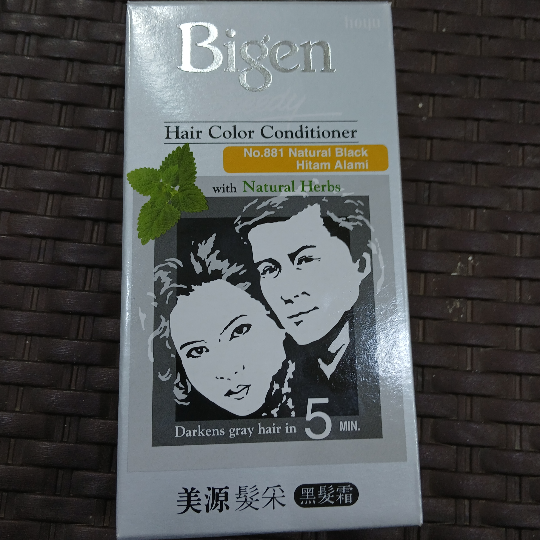 Bigen
Hair Color Conditioner
No.881 Natural Black
Hitam Alami
with Natural Herbs
Darkens gray hair in 5 MIN.
美源髮采 黑髮霜